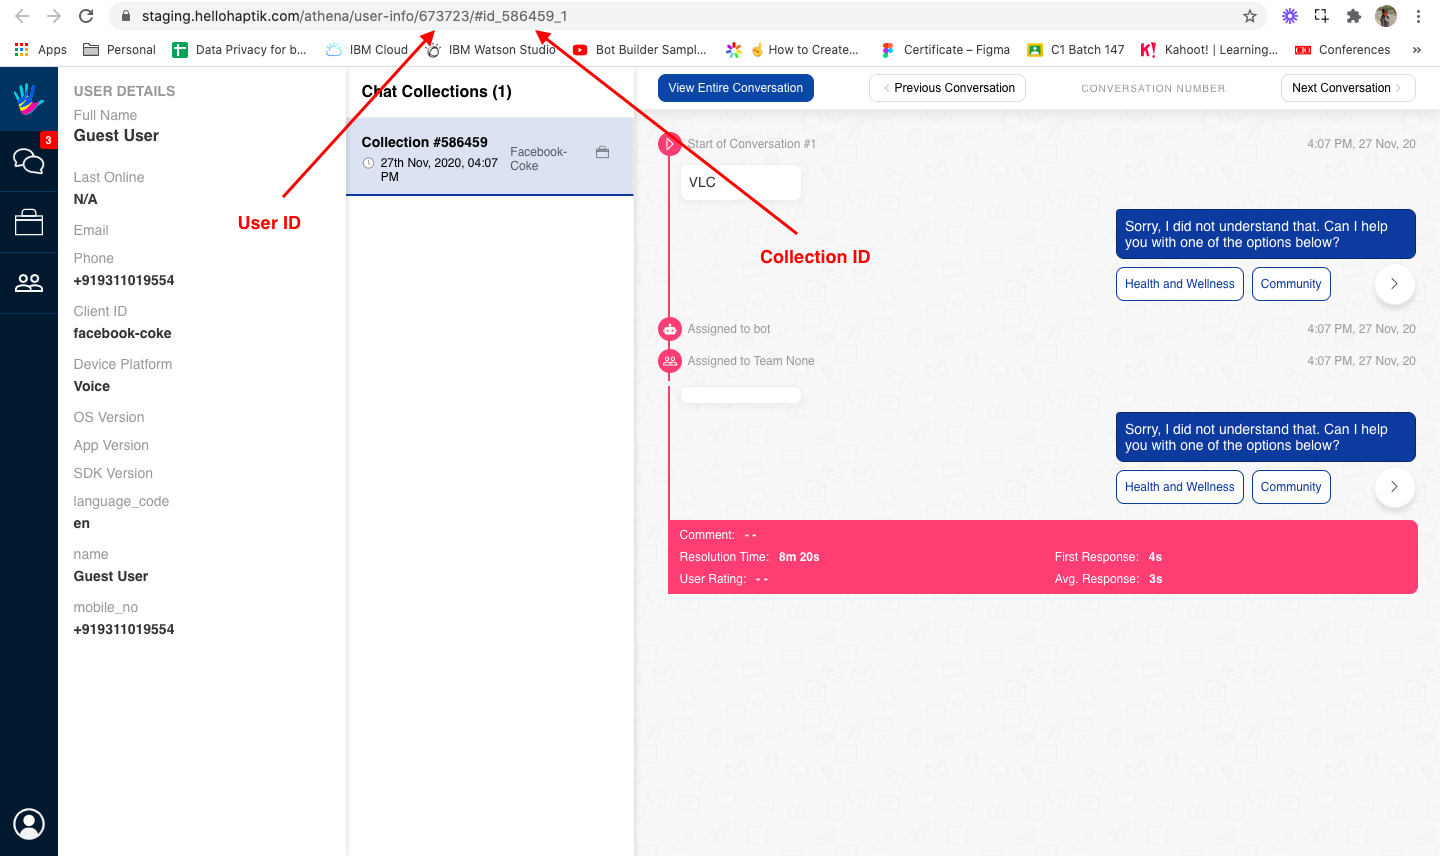 staging.hellohaptik.com/athena/user-info/673723/#id_586459_1
Apps
Personal
Data Privacy for b...
IBM Cloud
IBM Watson Studio
Bot Builder Sampl...
☝ How to Create...
Certificate – Figma
C1 Batch 147
K! Kahoot! | Learning...
Conferences
»
3
USER DETAILS
Full Name
Guest User
Last Online
N/A
Email
Phone
+919311019554
Client ID
facebook-coke
Device Platform
Voice
OS Version
App Version
SDK Version
language_code
en
name
Guest User
mobile_no
+919311019554
User ID
Collection ID
Chat Collections (1)
Collection #586459
27th Nov, 2020, 04:07
PM
Facebook-
Coke
View Entire Conversation
Previous Conversation
CONVERSATION NUMBER
Next Conversation
Start of Conversation #1
4:07 PM, 27 Nov, 20
VLC
Sorry, I did not understand that. Can I help
you with one of the options below?
Health and Wellness
Community
Assigned to bot
4:07 PM, 27 Nov, 20
Assigned to Team None
4:07 PM, 27 Nov, 20
Sorry, I did not understand that. Can I help
you with one of the options below?
Health and Wellness
Community
Comment: - -
Resolution Time: 8m 20s
First Response: 4s
User Rating: - -
Avg. Response: 3s